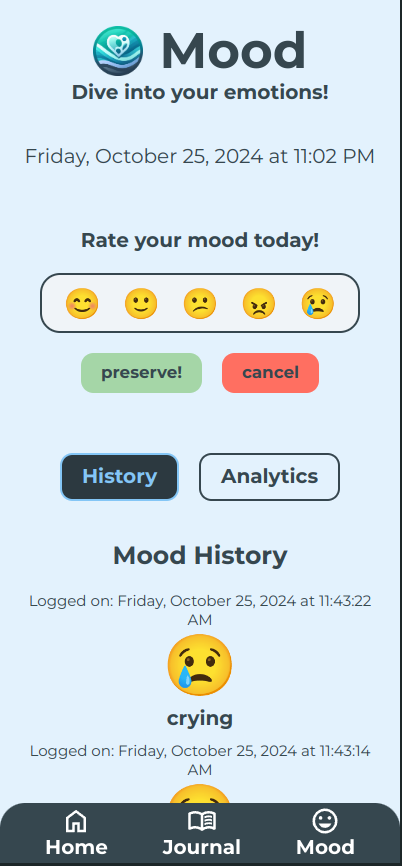 Mood
Dive into your emotions!
Friday, October 25, 2024 at 11:02 PM
Rate your mood today!
preserve! cancel
History Analytics
Mood History
Logged on: Friday, October 25, 2024 at 11:43:22
AM
crying
Logged on: Friday, October 25, 2024 at 11:43:14
AM
Home Journal Mood